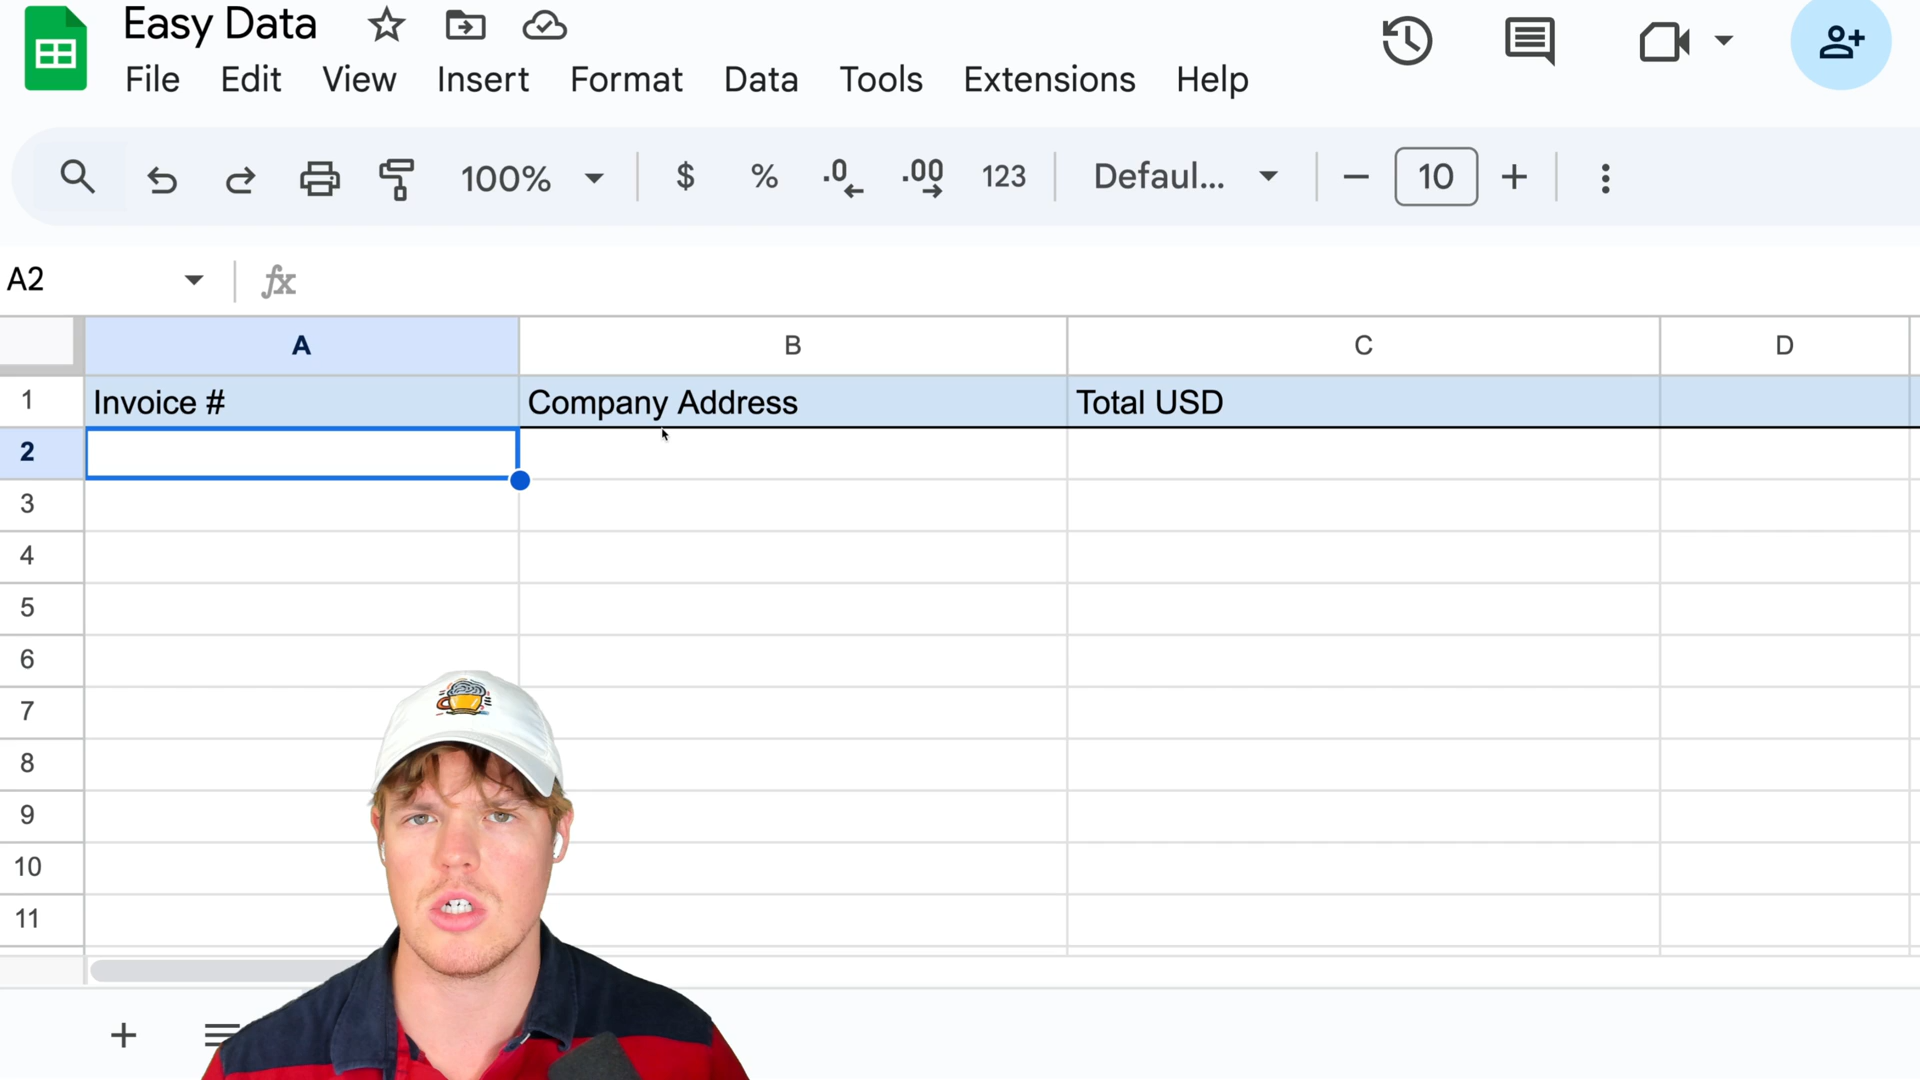 Easy Data
File Edit View Insert Format Data Tools Extensions Help
100% $ % .0 .00 123 Defaul... 10
A2 fx
A B C D
1 Invoice # Company Address Total USD
2
3
4
5
6
7
8
9
10
11